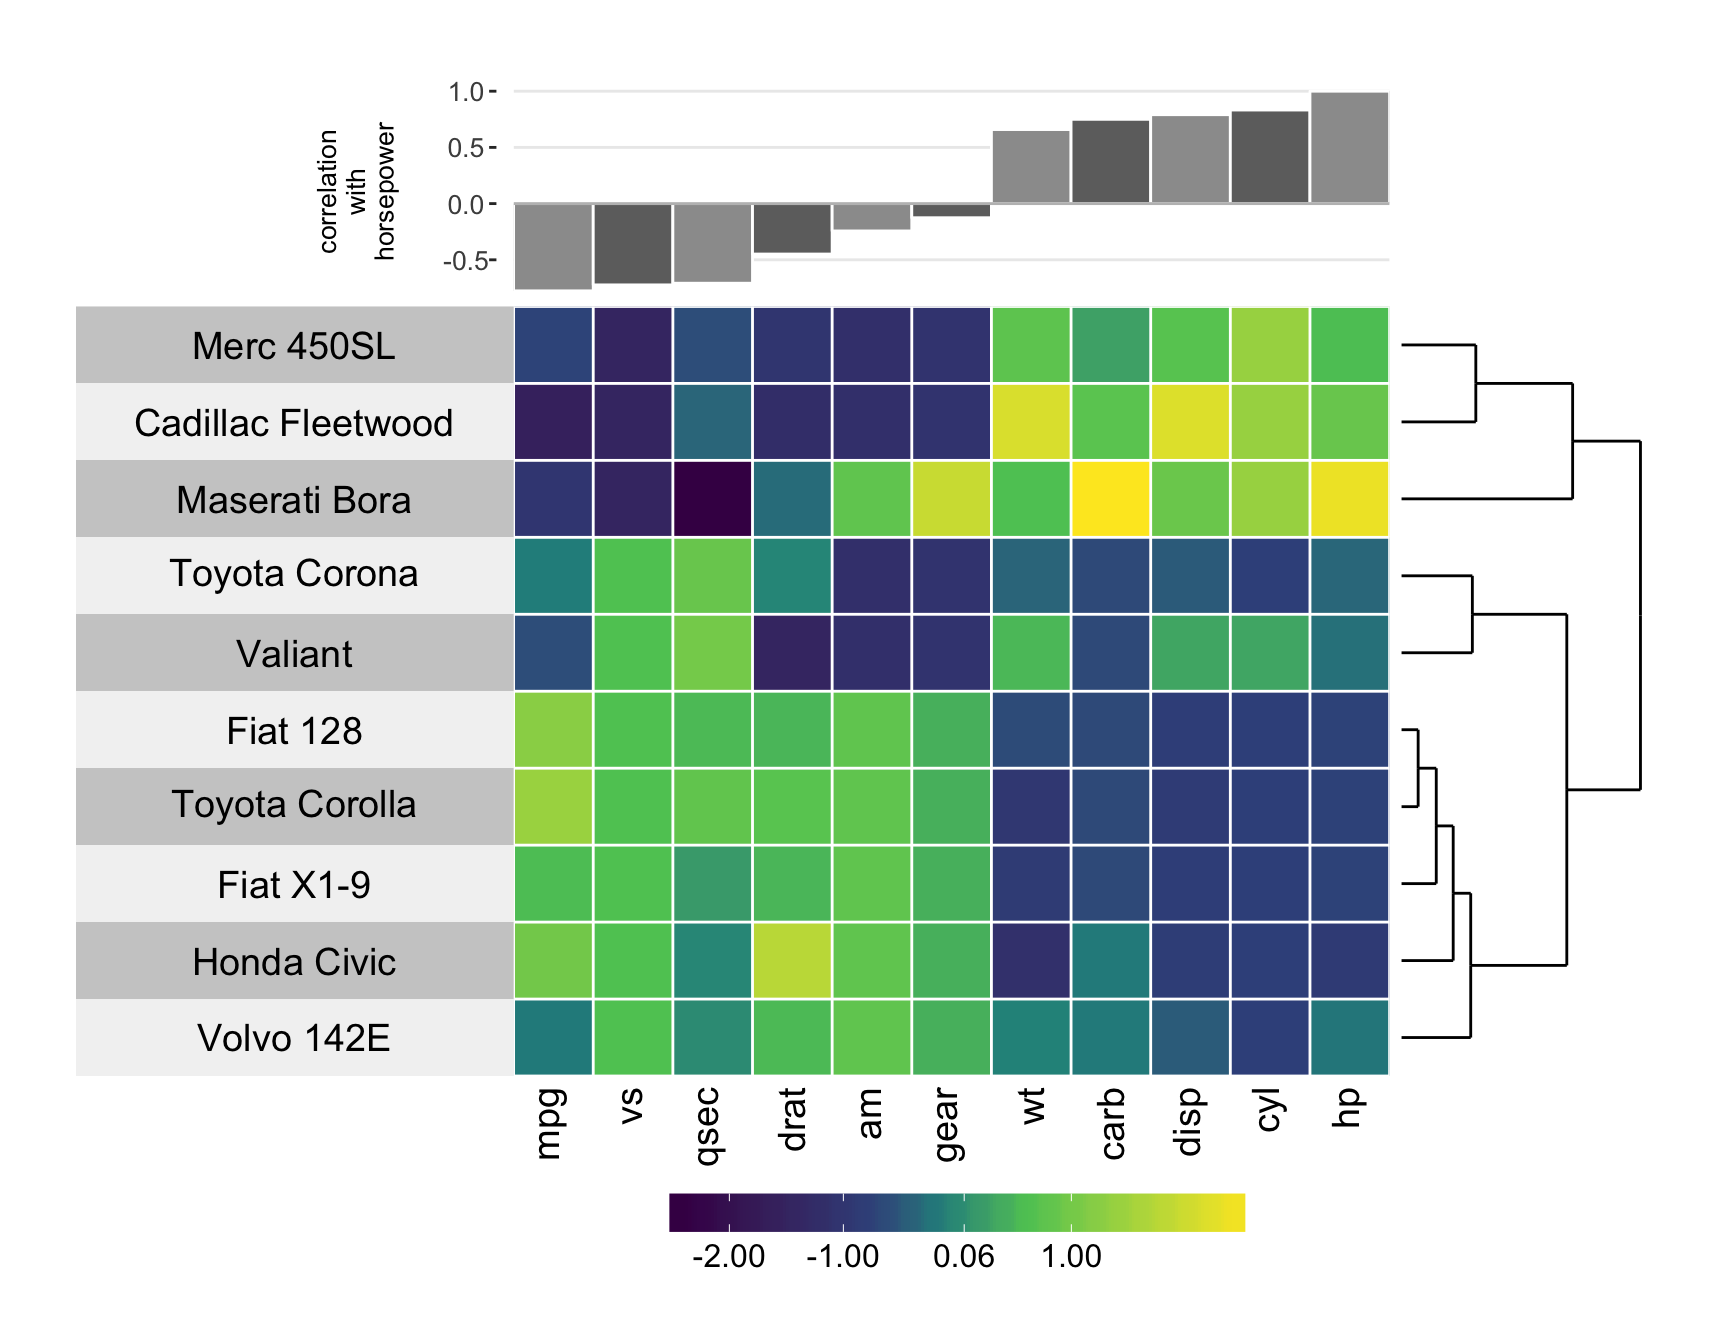 correlation
with
horsepower
1.0
0.5
0.0
-0.5
Merc 450SL
Cadillac Fleetwood
Maserati Bora
Toyota Corona
Valiant
Fiat 128
Toyota Corolla
Fiat X1-9
Honda Civic
Volvo 142E
mpg vs qsec drat am gear wt carb disp cyl hp
-2.00 -1.00 0.06 1.00